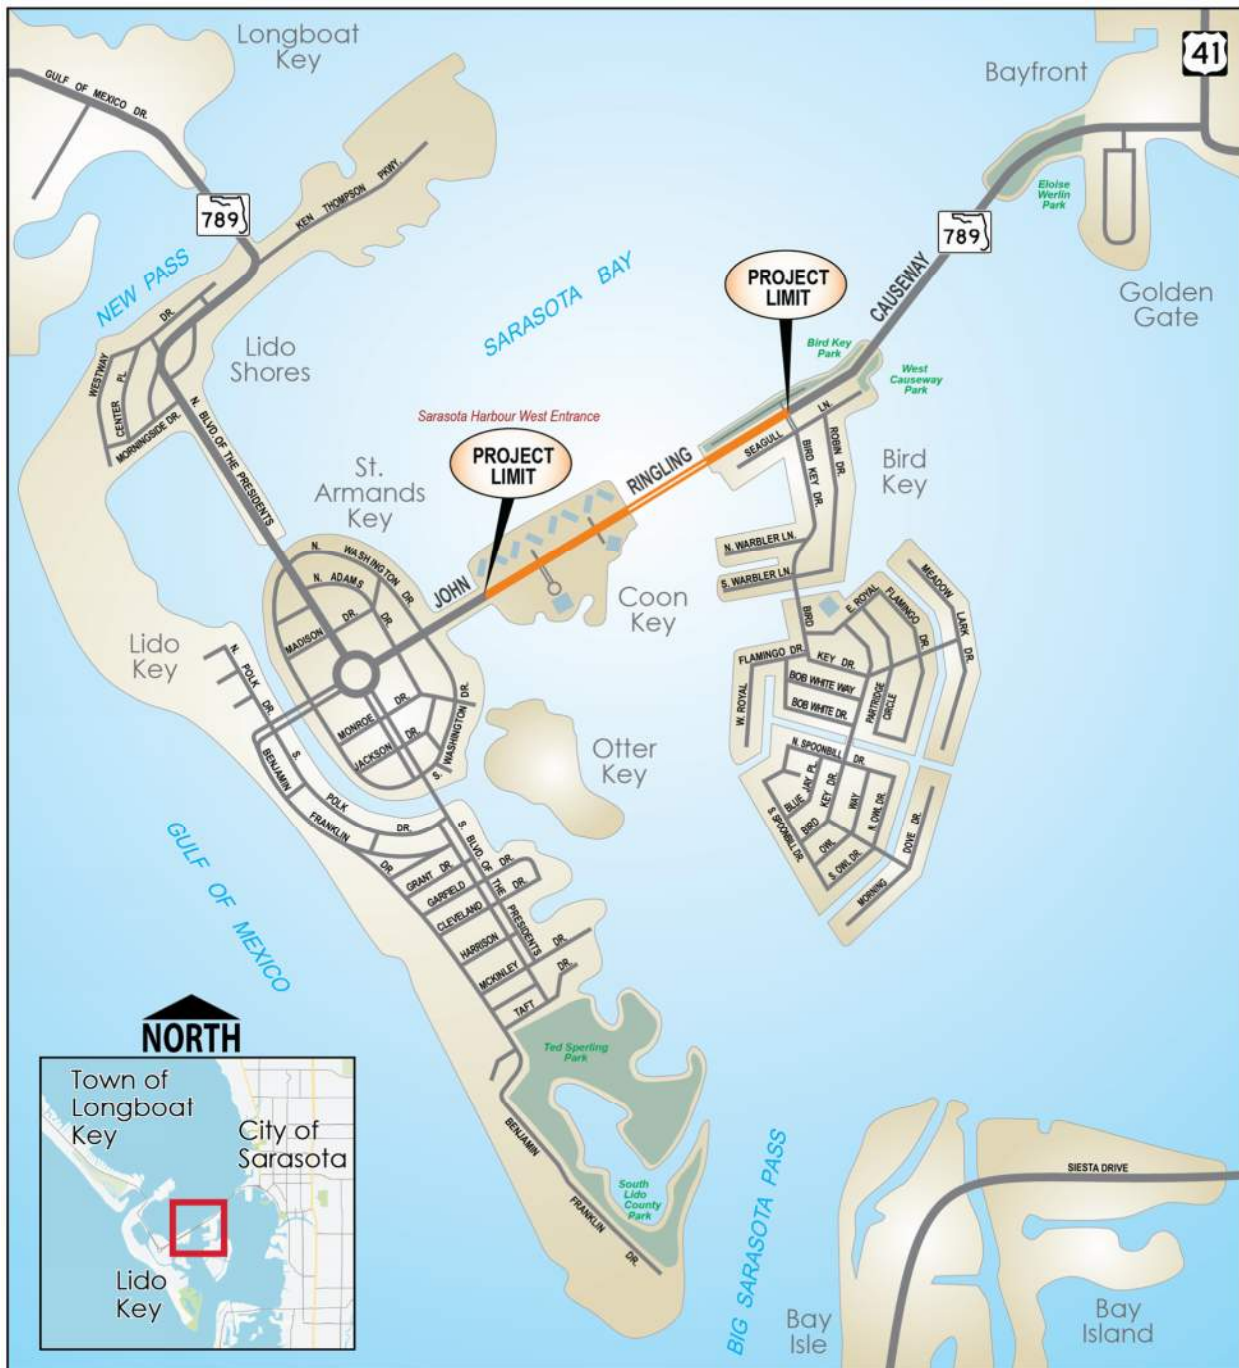 Longboat
Key
GULF OF MEXICO DR.
789
KEN THOMPSON PKWY.
NEW PASS
WESTWAY DR.
CENTER PL.
MORNINGSIDE DR.
Lido
Shores
N. BLVD. OF THE PRESIDENTS
SARASOTA BAY
Bayfront
41
Eloise
Werlin
Park
789
Golden
Gate
CAUSEWAY
PROJECT
LIMIT
Bird Key
Park
West
Causeway
Park
Sarasota Harbour West Entrance
PROJECT
LIMIT
JOHN RINGLING
SEAGULL LN.
BIRD KEY DR.
ROBIN DR.
Bird
Key
N. WARBLER LN.
S. WARBLER LN.
St.
Armands
Key
N. WASHINGTON DR.
N. ADAMS DR.
MADISON DR.
MONROE DR.
JACKSON DR.
S. WASHINGTON DR.
Coon
Key
Lido
Key
N. POLK DR.
S. POLK DR.
BENJAMIN FRANKLIN DR.
Otter
Key
BIRD KEY DR.
E. ROYAL FLAMINGO DR.
MEADOW LARK DR.
W. ROYAL FLAMINGO DR.
BOB WHITE WAY
BOB WHITE DR.
PARTRIDGE
CIRCLE
N. SPOONBILL DR.
BLUE JAY PL.
S. SPOONBILL DR.
BIRD KEY DR.
OWL WAY
N. OWL DR.
S. OWL DR.
MORNING DOVE DR.
GULF OF MEXICO
S. BLVD. OF THE PRESIDENTS
GRANT DR.
GARFIELD DR.
CLEVELAND DR.
HARRISON
MCKINLEY DR.
TAFT DR.
Ted Sperling
Park
BENJAMIN FRANKLIN DR.
South
Lido
County
Park
BIG SARASOTA PASS
SIESTA DRIVE
Bay
Isle
Bay
Island
NORTH
Town of
Longboat
Key
City of
Sarasota
Lido
Key